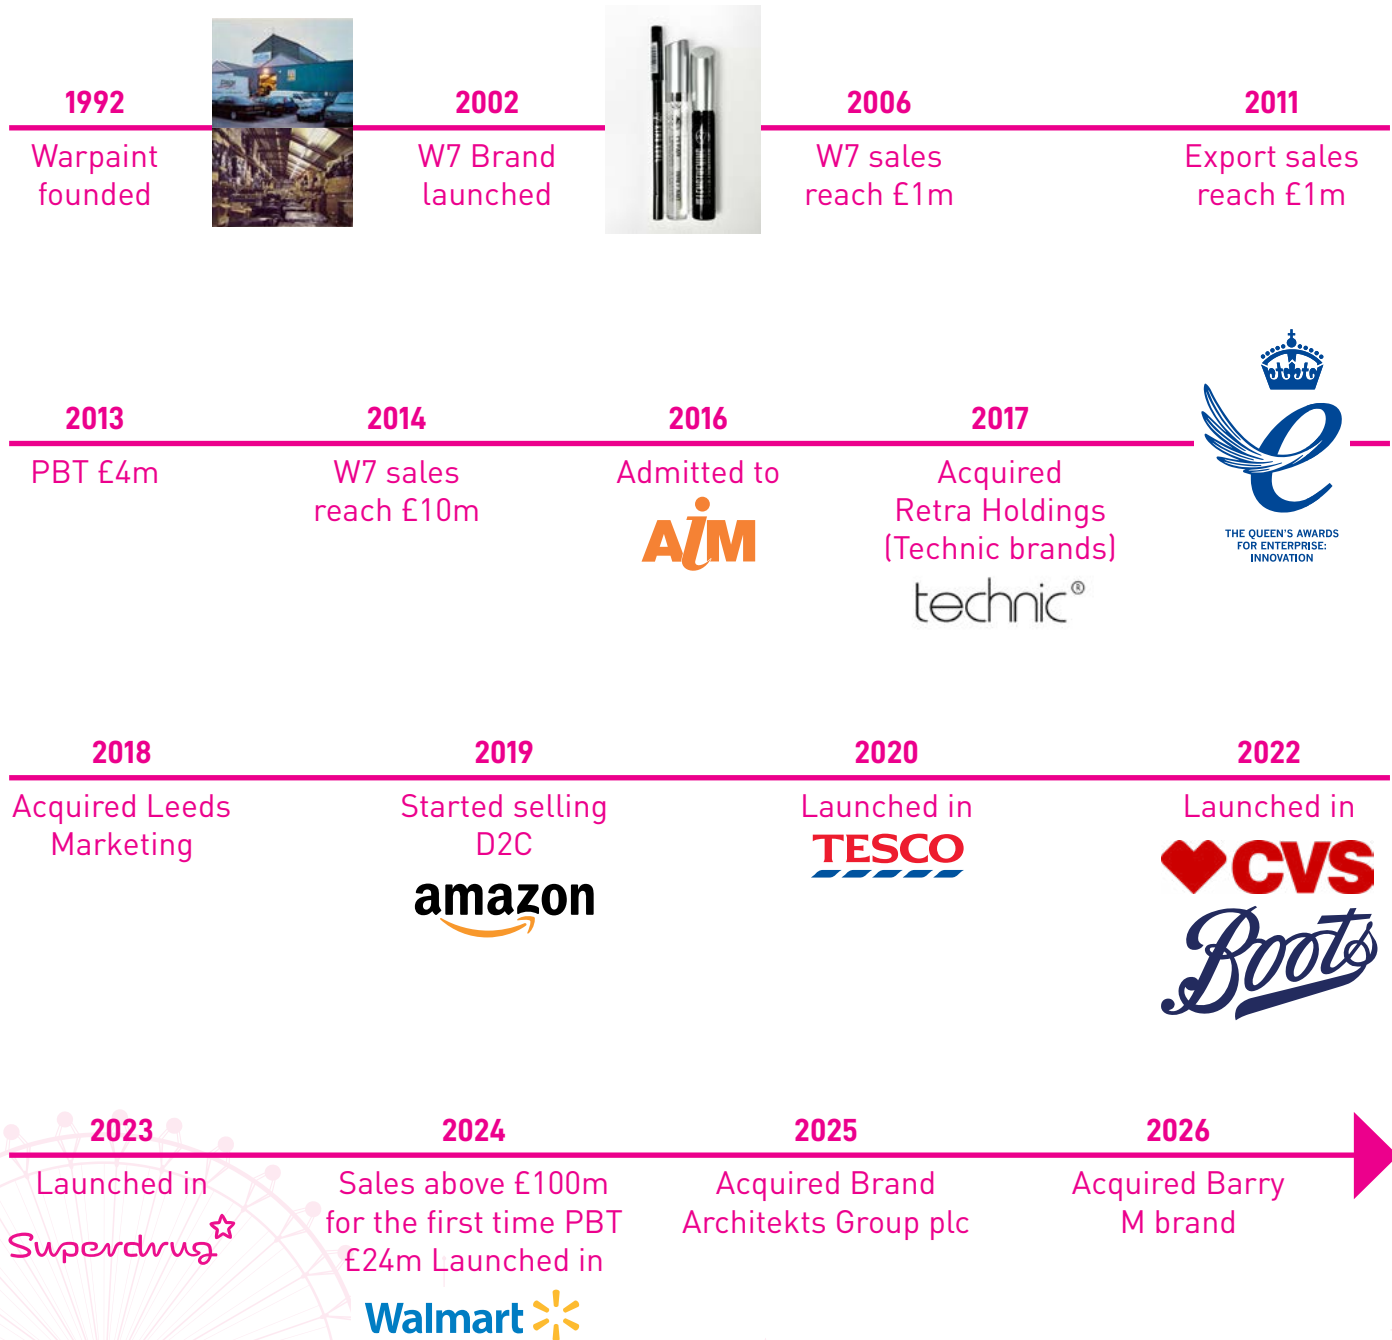 1992
Warpaint
founded
2002
W7 Brand
launched
2006
W7 sales
reach £1m
2011
Export sales
reach £1m
2013
PBT £4m
2014
W7 sales
reach £10m
2016
Admitted to
AiM
2017
Acquired
Retra Holdings
(Technic brands)
technic®
e
THE QUEEN'S AWARDS
FOR ENTERPRISE:
INNOVATION
2018
Acquired Leeds
Marketing
2019
Started selling
D2C
amazon
2020
Launched in
TESCO
2022
Launched in
CVS
Boots
2023
Launched in
Superdrug
2024
Sales above £100m
for the first time PBT
£24m Launched in
Walmart
2025
Acquired Brand
Architekts Group plc
2026
Acquired Barry
M brand